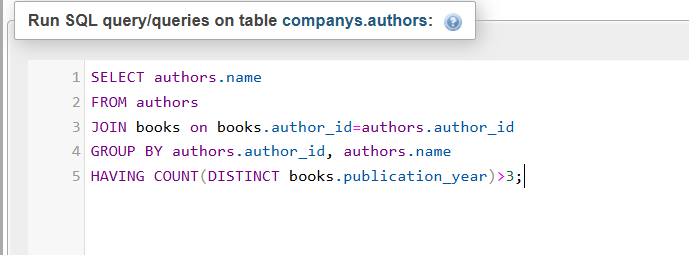 Run SQL query/queries on table companys.authors:
1 SELECT authors.name
2 FROM authors
3 JOIN books on books.author_id=authors.author_id
4 GROUP BY authors.author_id, authors.name
5 HAVING COUNT(DISTINCT books.publication_year)>3;